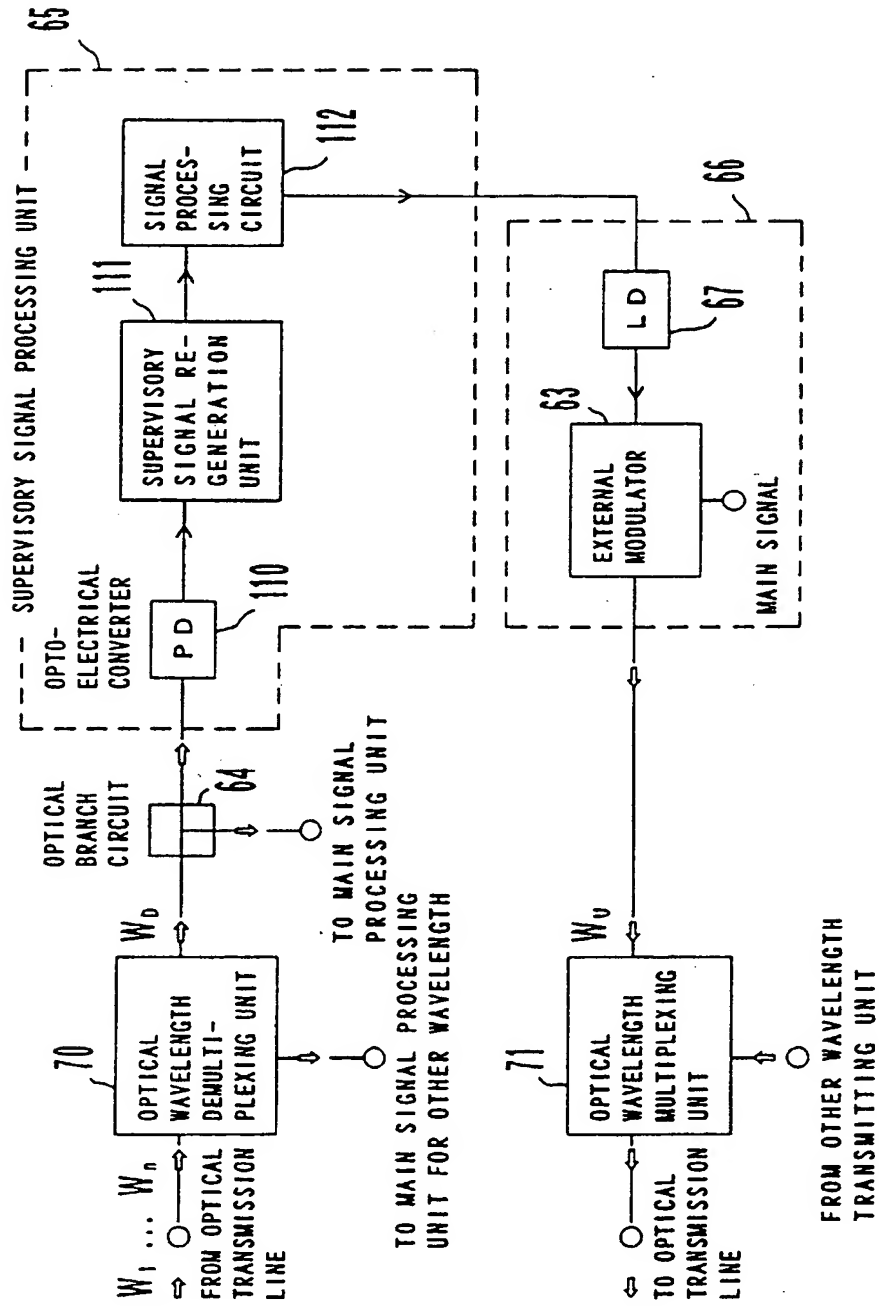 SUPERVISORY SIGNAL PROCESSING UNIT
65
OPTO-
ELECTRICAL
CONVERTER
PD
110
SUPERVISORY
SIGNAL RE-
GENERATION
UNIT
111
SIGNAL
PROCES-
SING
CIRCUIT
112
OPTICAL
BRANCH
CIRCUIT
64
TO MAIN SIGNAL
PROCESSING UNIT
W1 ... Wn
FROM OPTICAL
TRANSMISSION
LINE
70
OPTICAL
WAVELENGTH
DEMULTI-
PLEXING UNIT
WD
TO MAIN SIGNAL PROCESSING
UNIT FOR OTHER WAVELENGTH
66
LD
67
63
EXTERNAL
MODULATOR
MAIN SIGNAL
WU
71
OPTICAL
WAVELENGTH
MULTIPLEXING
UNIT
TO OPTICAL
TRANSMISSION
LINE
FROM OTHER WAVELENGTH
TRANSMITTING UNIT